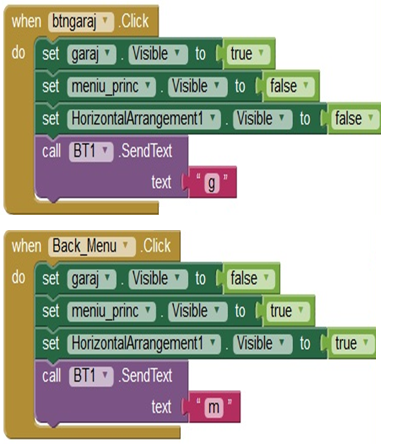 when btngaraj .Click
do set garaj . Visible to true
set meniu_princ . Visible to false
set HorizontalArrangement1 . Visible to false
call BT1 .SendText
text "g"
when Back_Menu .Click
do set garaj . Visible to false
set meniu_princ . Visible to true
set HorizontalArrangement1 . Visible to true
call BT1 .SendText
text "m"